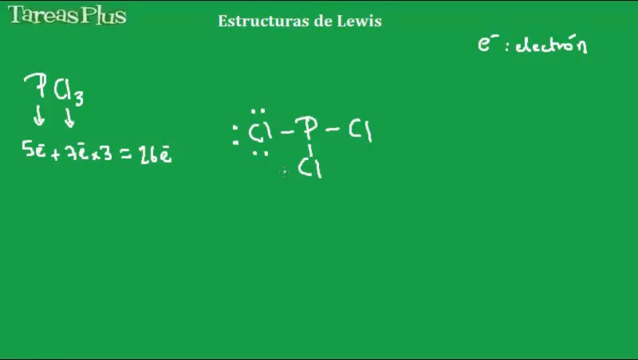 TareasPlus
Estructuras de Lewis
e⁻ : electrón
PCl₃
5e⁻ + 7e⁻ x 3 = 26e⁻
Cl – P – Cl
Cl